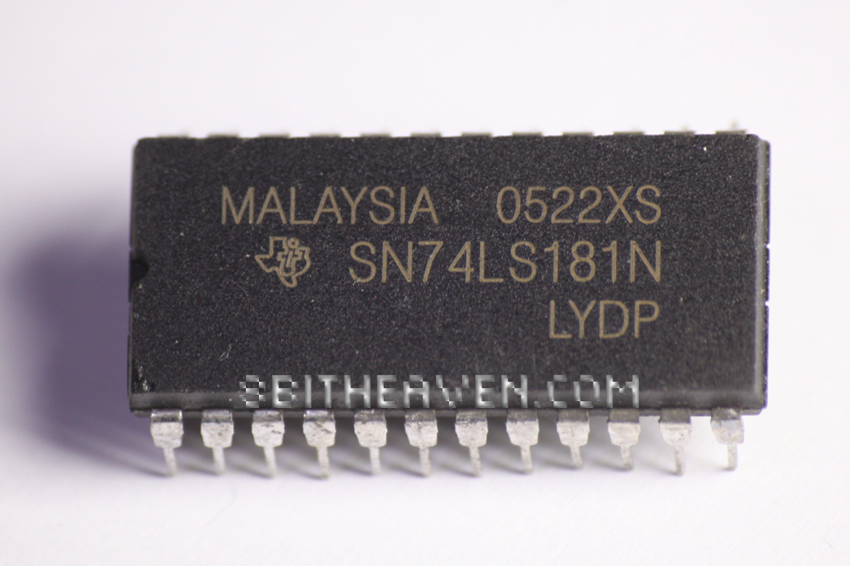 MALAYSIA 0522XS
SN74LS181N
LYDP
8BITHEAVEN.COM